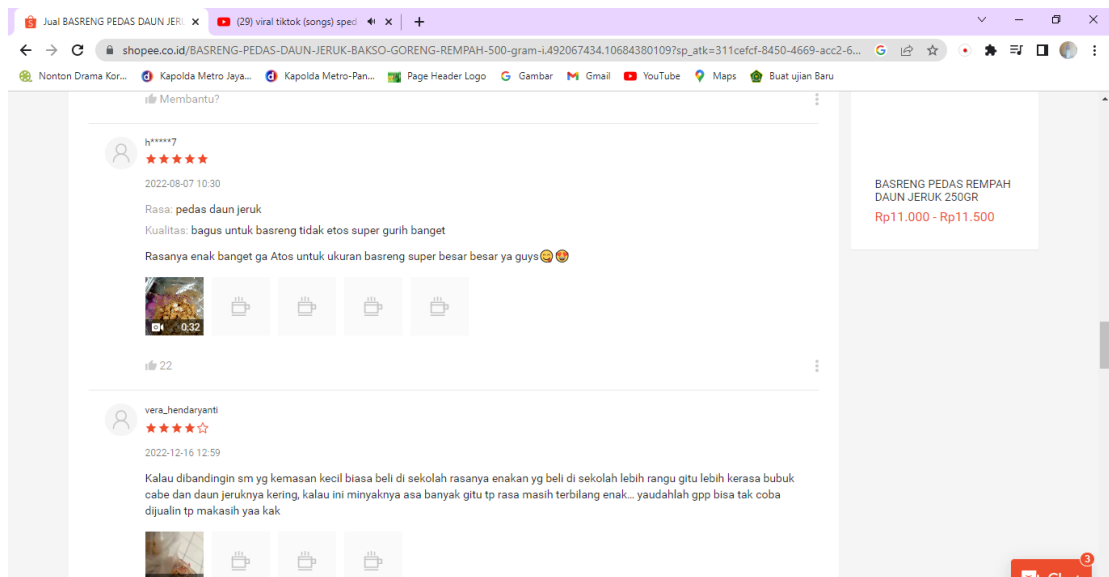 Jual BASRENG PEDAS DAUN JERU
(29) viral tiktok (songs) sped
shopee.co.id/BASRENG-PEDAS-DAUN-JERUK-BAKSO-GORENG-REMPAH-500-gram-i.492067434.10684380109?sp_atk=311cefcf-8450-4669-acc2-6...
Nonton Drama Kor... Kapolda Metro Jaya... Kapolda Metro-Pan... Page Header Logo Gambar Gmail YouTube Maps Buat ujian Baru
Membantu?
h*****7
2022-08-07 10:30
Rasa: pedas daun jeruk
Kualitas: bagus untuk basreng tidak etos super gurih banget
Rasanya enak banget ga Atos untuk ukuran basreng super besar besar ya guys😋😍
0:32
22
vera_hendaryanti
2022-12-16 12:59
Kalau dibandingin sm yg kemasan kecil biasa beli di sekolah rasanya enakan yg beli di sekolah lebih rangu gitu lebih kerasa bubuk
cabe dan daun jeruknya kering, kalau ini minyaknya asa banyak gitu tp rasa masih terbilang enak... yaudahlah gpp bisa tak coba
dijualin tp makasih yaa kak
BASRENG PEDAS REMPAH
DAUN JERUK 250GR
Rp11.000 - Rp11.500
3
Chat